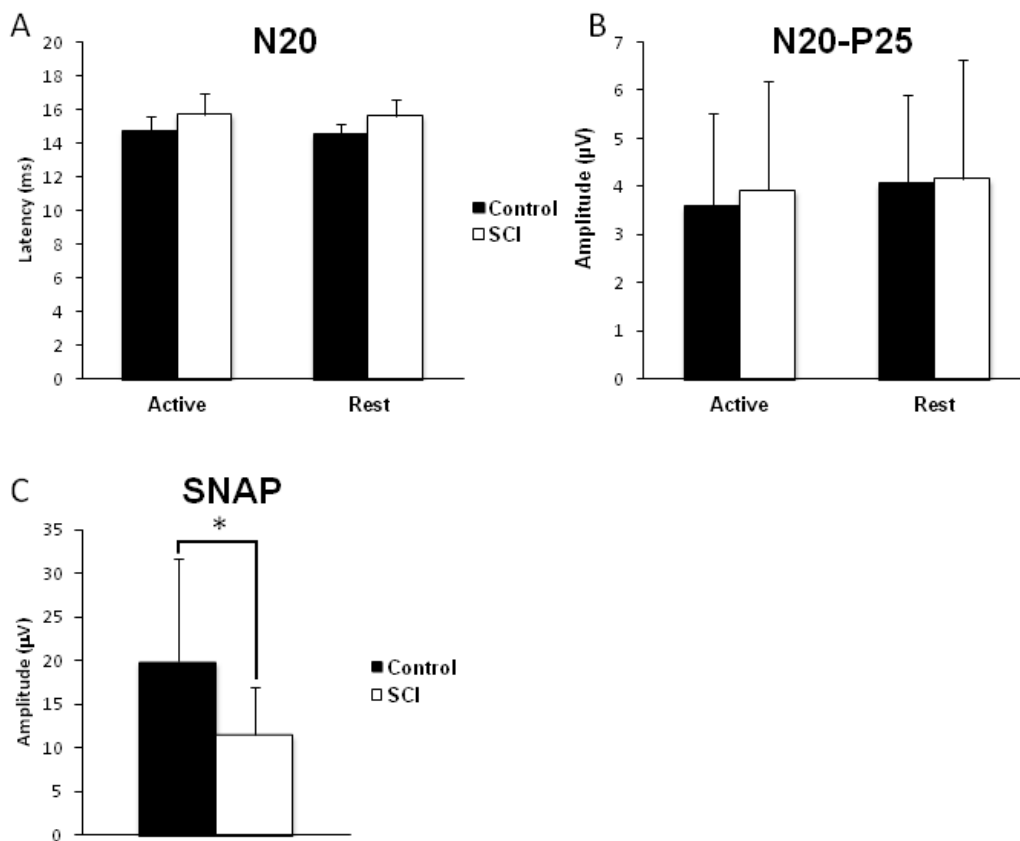 A
N20
20
18
16
14
12
10
8
6
4
2
0
Latency (ms)
Active
Rest
Control
SCI
B
N20-P25
7
6
5
4
3
2
1
0
Amplitude (µV)
Active
Rest
C
SNAP
35
30
25
20
15
10
5
0
Amplitude (µV)
*
Control
SCI